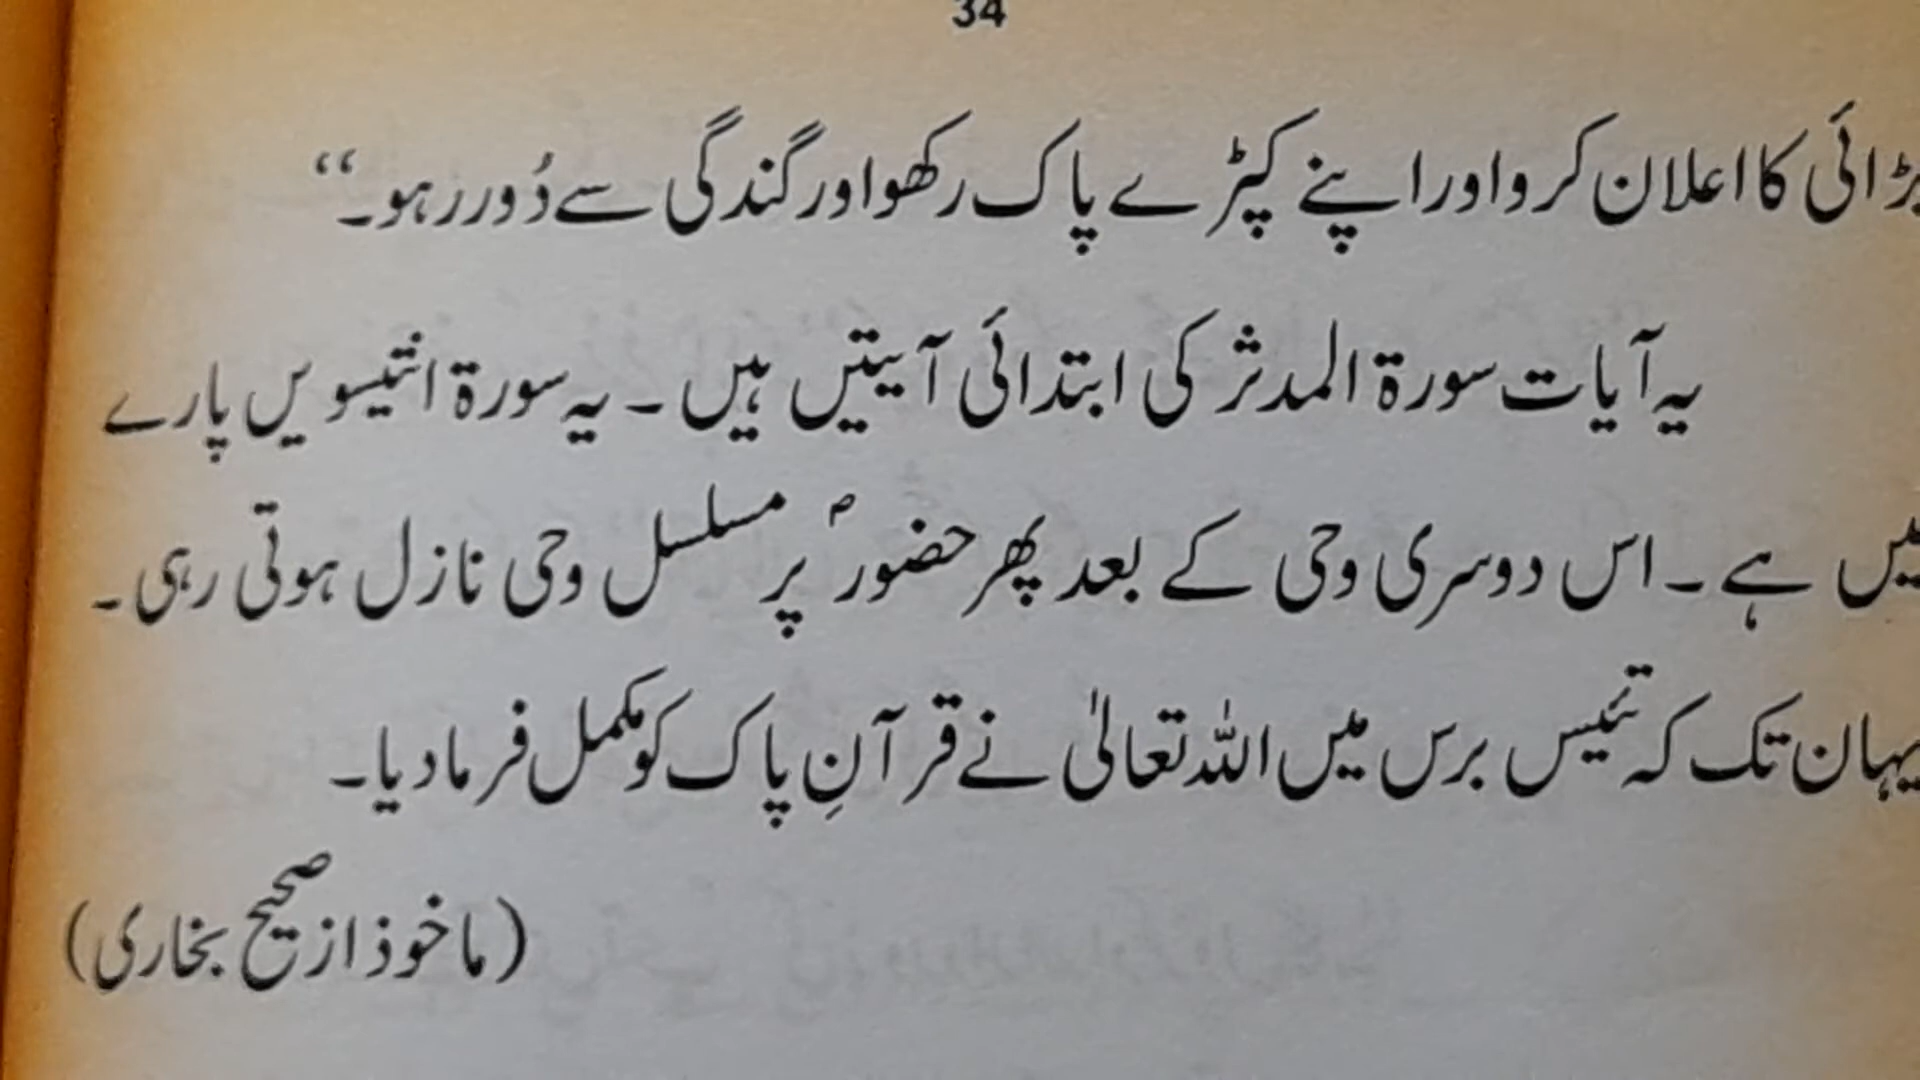 34
بڑائی کا اعلان کرو اور اپنے کپڑے پاک رکھو اور گندگی سے دُور رہو۔‘‘
یہ آیات سورۃ المدثر کی ابتدائی آیتیں ہیں۔ یہ سورۃ انتیسویں پارے
میں ہے۔ اس دوسری وحی کے بعد پھر حضورؐ پر مسلسل وحی نازل ہوتی رہی۔
یہان تک کہ تئیس برس میں اللہ تعالیٰ نے قرآنِ پاک کو مکمل فرما دیا۔
(ماخوذ از صحیح بخاری)